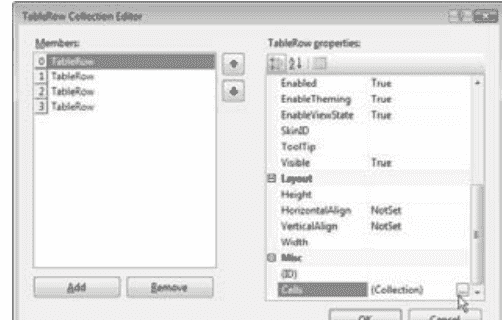 TableRow Collection Editor
Members:
TableRow properties:
0 TableRow
1 TableRow
2 TableRow
3 TableRow
Enabled True
EnableTheming True
EnableViewState True
SkinID
ToolTip
Visible True
Layout
Height
HorizontalAlign NotSet
VerticalAlign NotSet
Width
Misc
(ID)
Cells (Collection) ...
Add Remove
OK Cancel